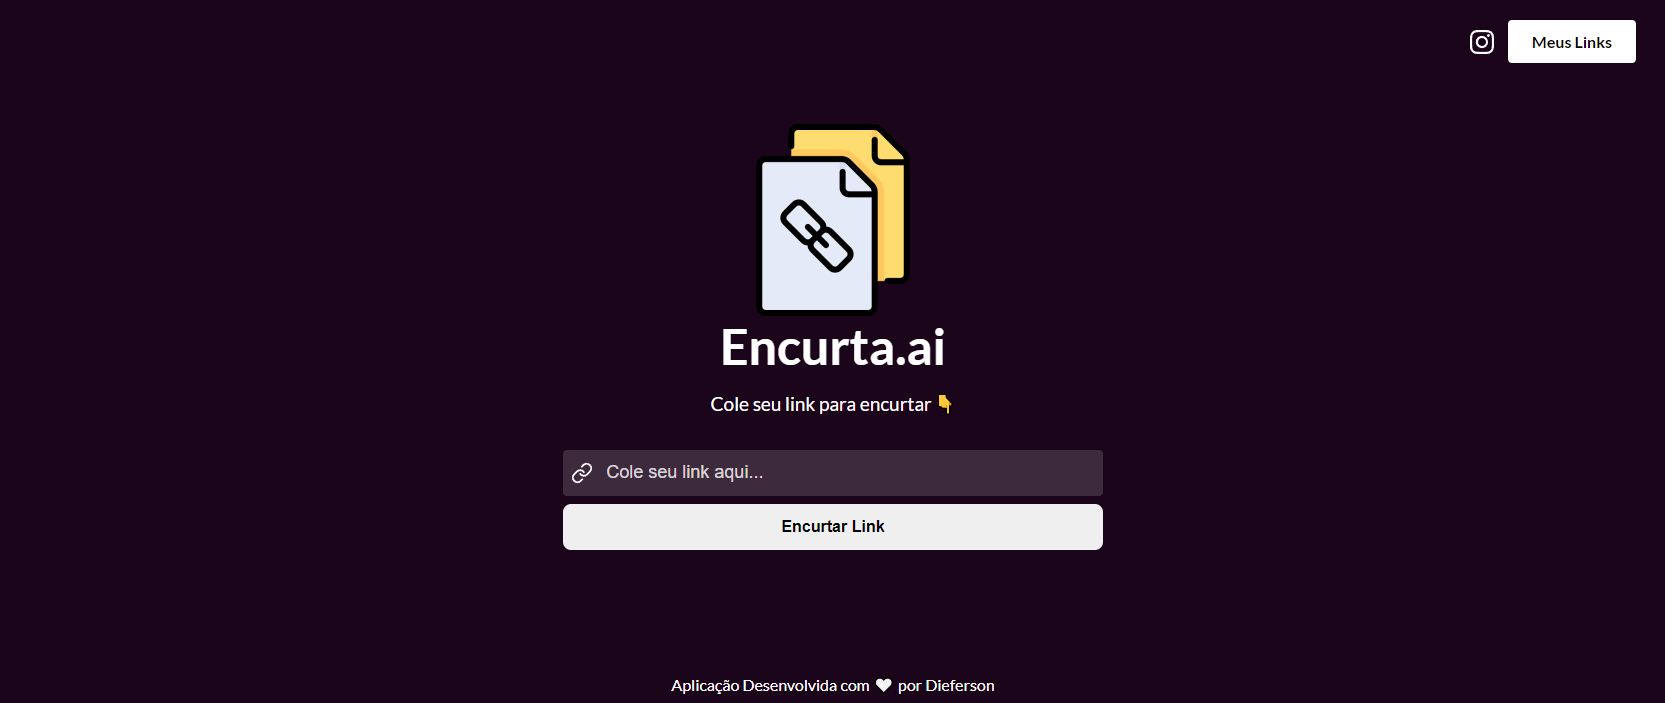 Meus Links
Encurta.ai
Cole seu link para encurtar 👇
Cole seu link aqui...
Encurtar Link
Aplicação Desenvolvida com ♥ por Dieferson